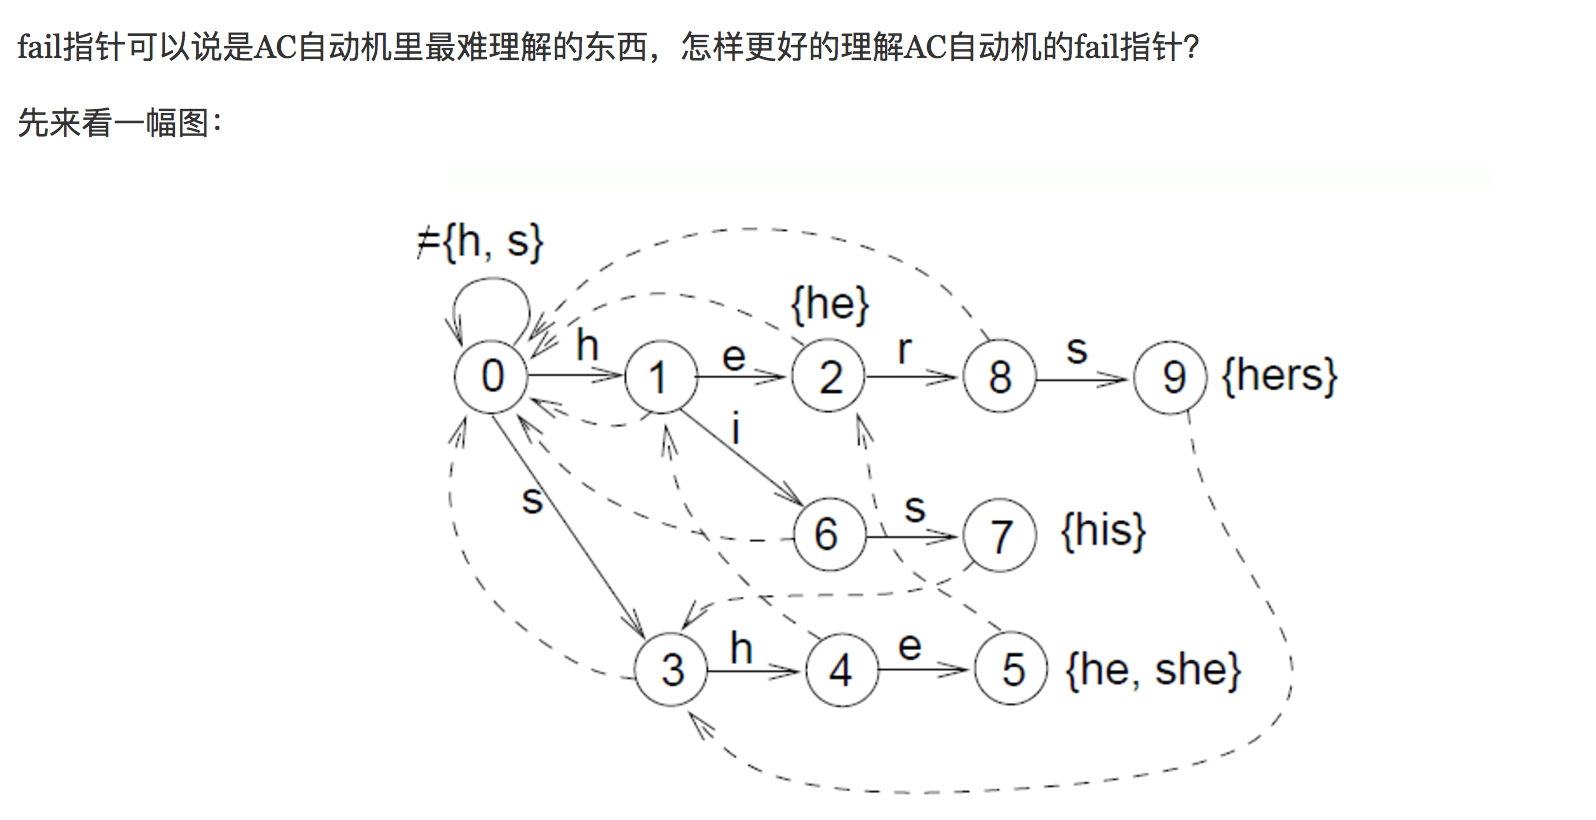 fail指针可以说是AC自动机里最难理解的东西，怎样更好的理解AC自动机的fail指针？
先来看一幅图：
≠{h, s}
{he}
h
e
r
s
0
1
2
8
9
{hers}
i
s
s
6
7
{his}
h
e
3
4
5
{he, she}